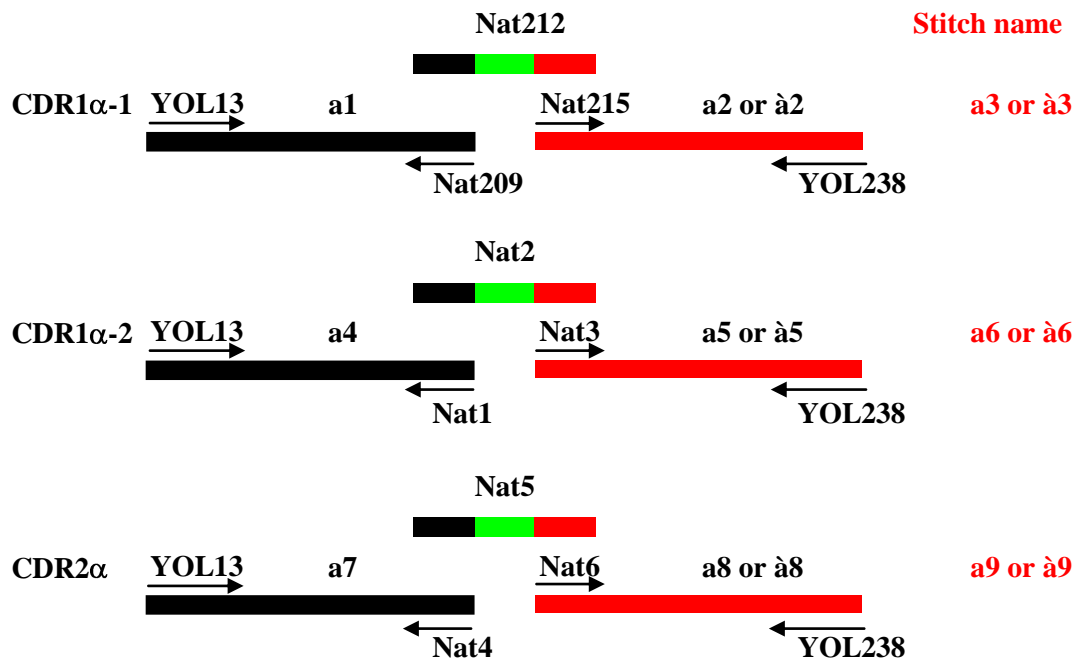 Nat212 Stitch name
CDR1α-1 YOL13 a1 Nat215 a2 or à2 a3 or à3
Nat209 YOL238
Nat2
CDR1α-2 YOL13 a4 Nat3 a5 or à5 a6 or à6
Nat1 YOL238
Nat5
CDR2α YOL13 a7 Nat6 a8 or à8 a9 or à9
Nat4 YOL238